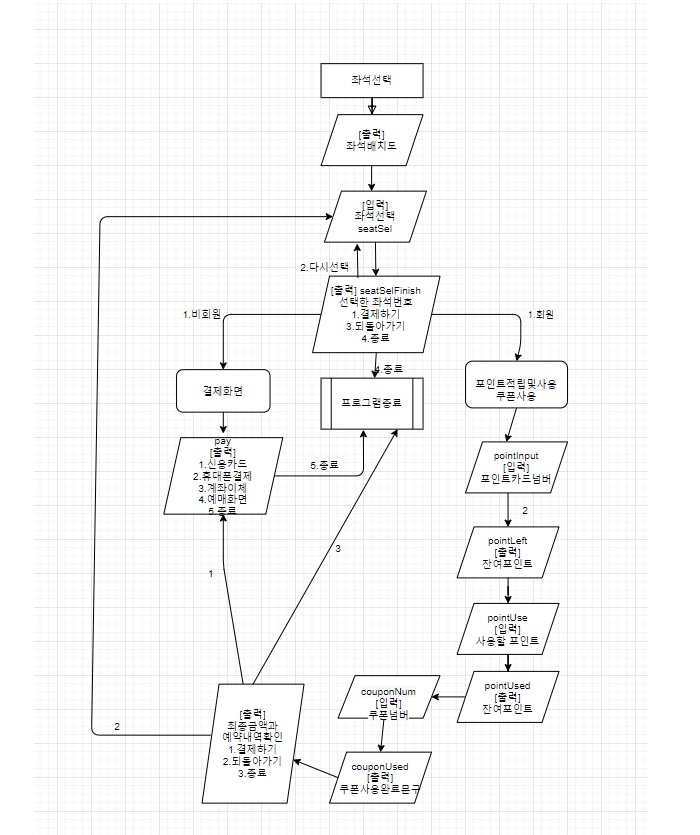 좌석선택
[출력]
좌석배치도
[입력]
좌석선택
seatSel
2.다시선택
[출력] seatSelFinish
선택한 좌석번호
1.결제하기
3.되돌아가기
4.종료
1.비회원
1.회원
4.종료
결제화면
프로그램종료
포인트적립및사용
쿠폰사용
pay
[출력]
1.신용카드
2.휴대폰결제
3.계좌이체
4.예매화면
5.종료
5.종료
pointInput
[입력]
포인트카드넘버
2
pointLeft
[출력]
잔여포인트
3
1
pointUse
[입력]
사용할 포인트
pointUsed
[출력]
잔여포인트
couponNum
[입력]
쿠폰넘버
2
[출력]
최종금액과
예약내역확인
1.결제하기
2.되돌아가기
3.종료
couponUsed
[출력]
쿠폰사용완료문구